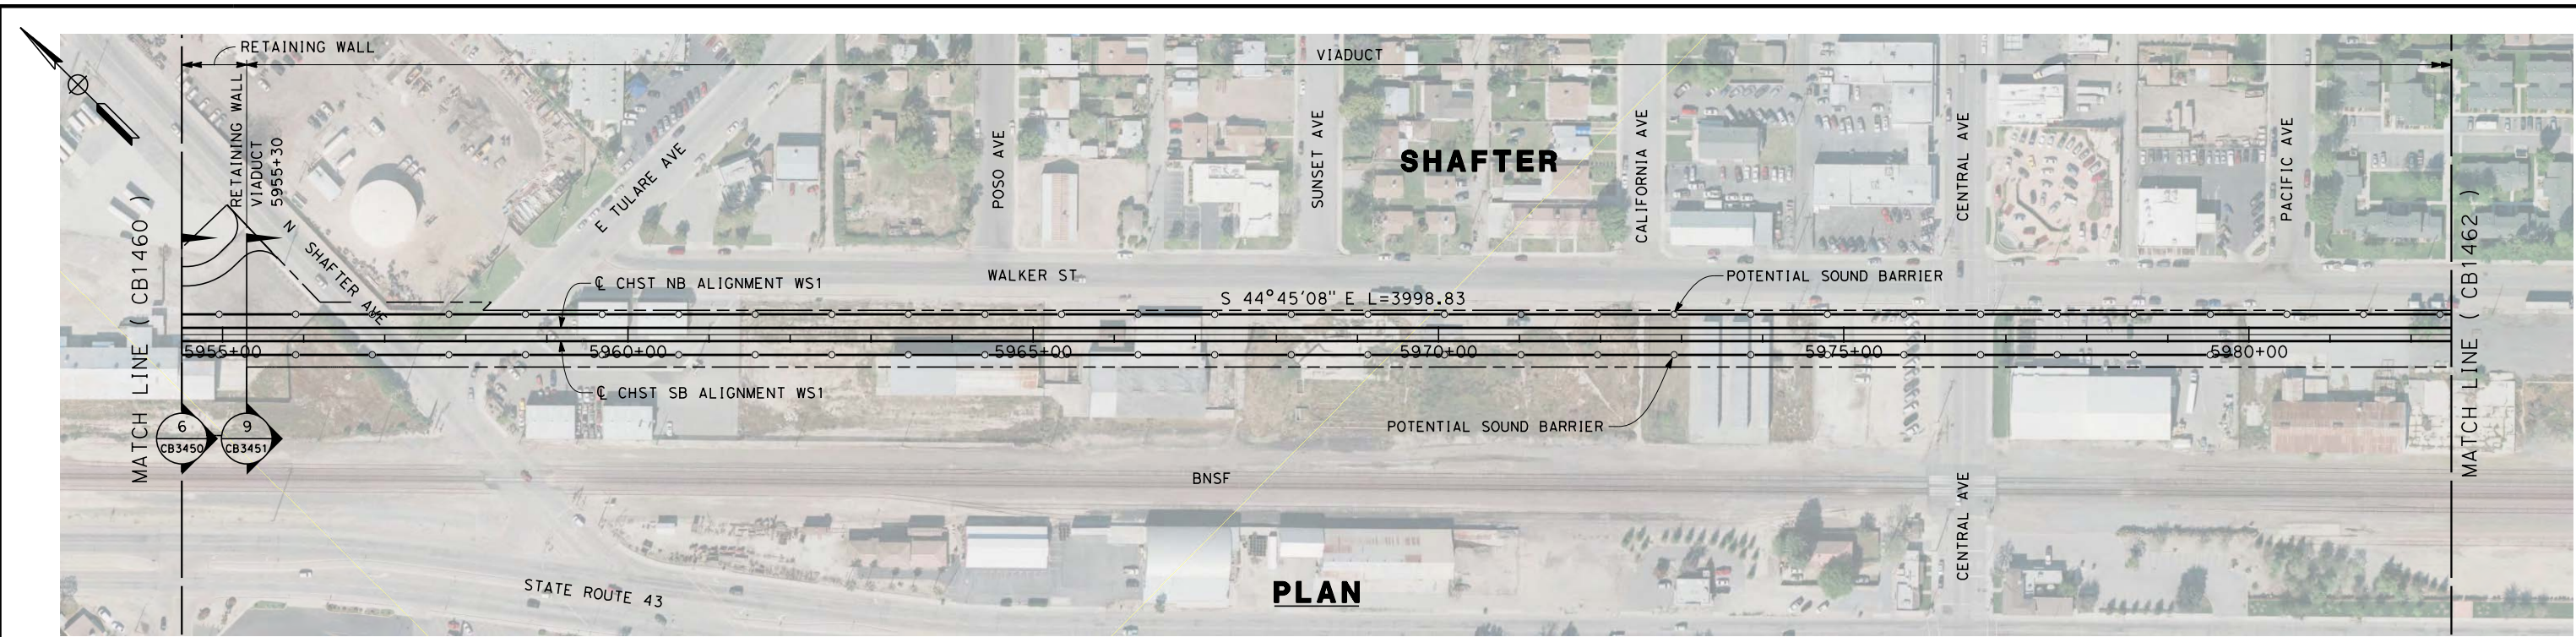 RETAINING WALL
VIADUCT
RETAINING WALL
VIADUCT
5955+30
N SHAFTER AVE
E TULARE AVE
POSO AVE
SUNSET AVE
SHAFTER
CALIFORNIA AVE
CENTRAL AVE
PACIFIC AVE
MATCH LINE ( CB1460 )
MATCH LINE ( CB1462 )
WALKER ST
℄ CHST NB ALIGNMENT WS1
S 44°45'08" E L=3998.83
POTENTIAL SOUND BARRIER
5955+00
5960+00
5965+00
5970+00
5975+00
5980+00
℄ CHST SB ALIGNMENT WS1
POTENTIAL SOUND BARRIER
6
CB3450
9
CB3451
BNSF
CENTRAL AVE
STATE ROUTE 43
PLAN